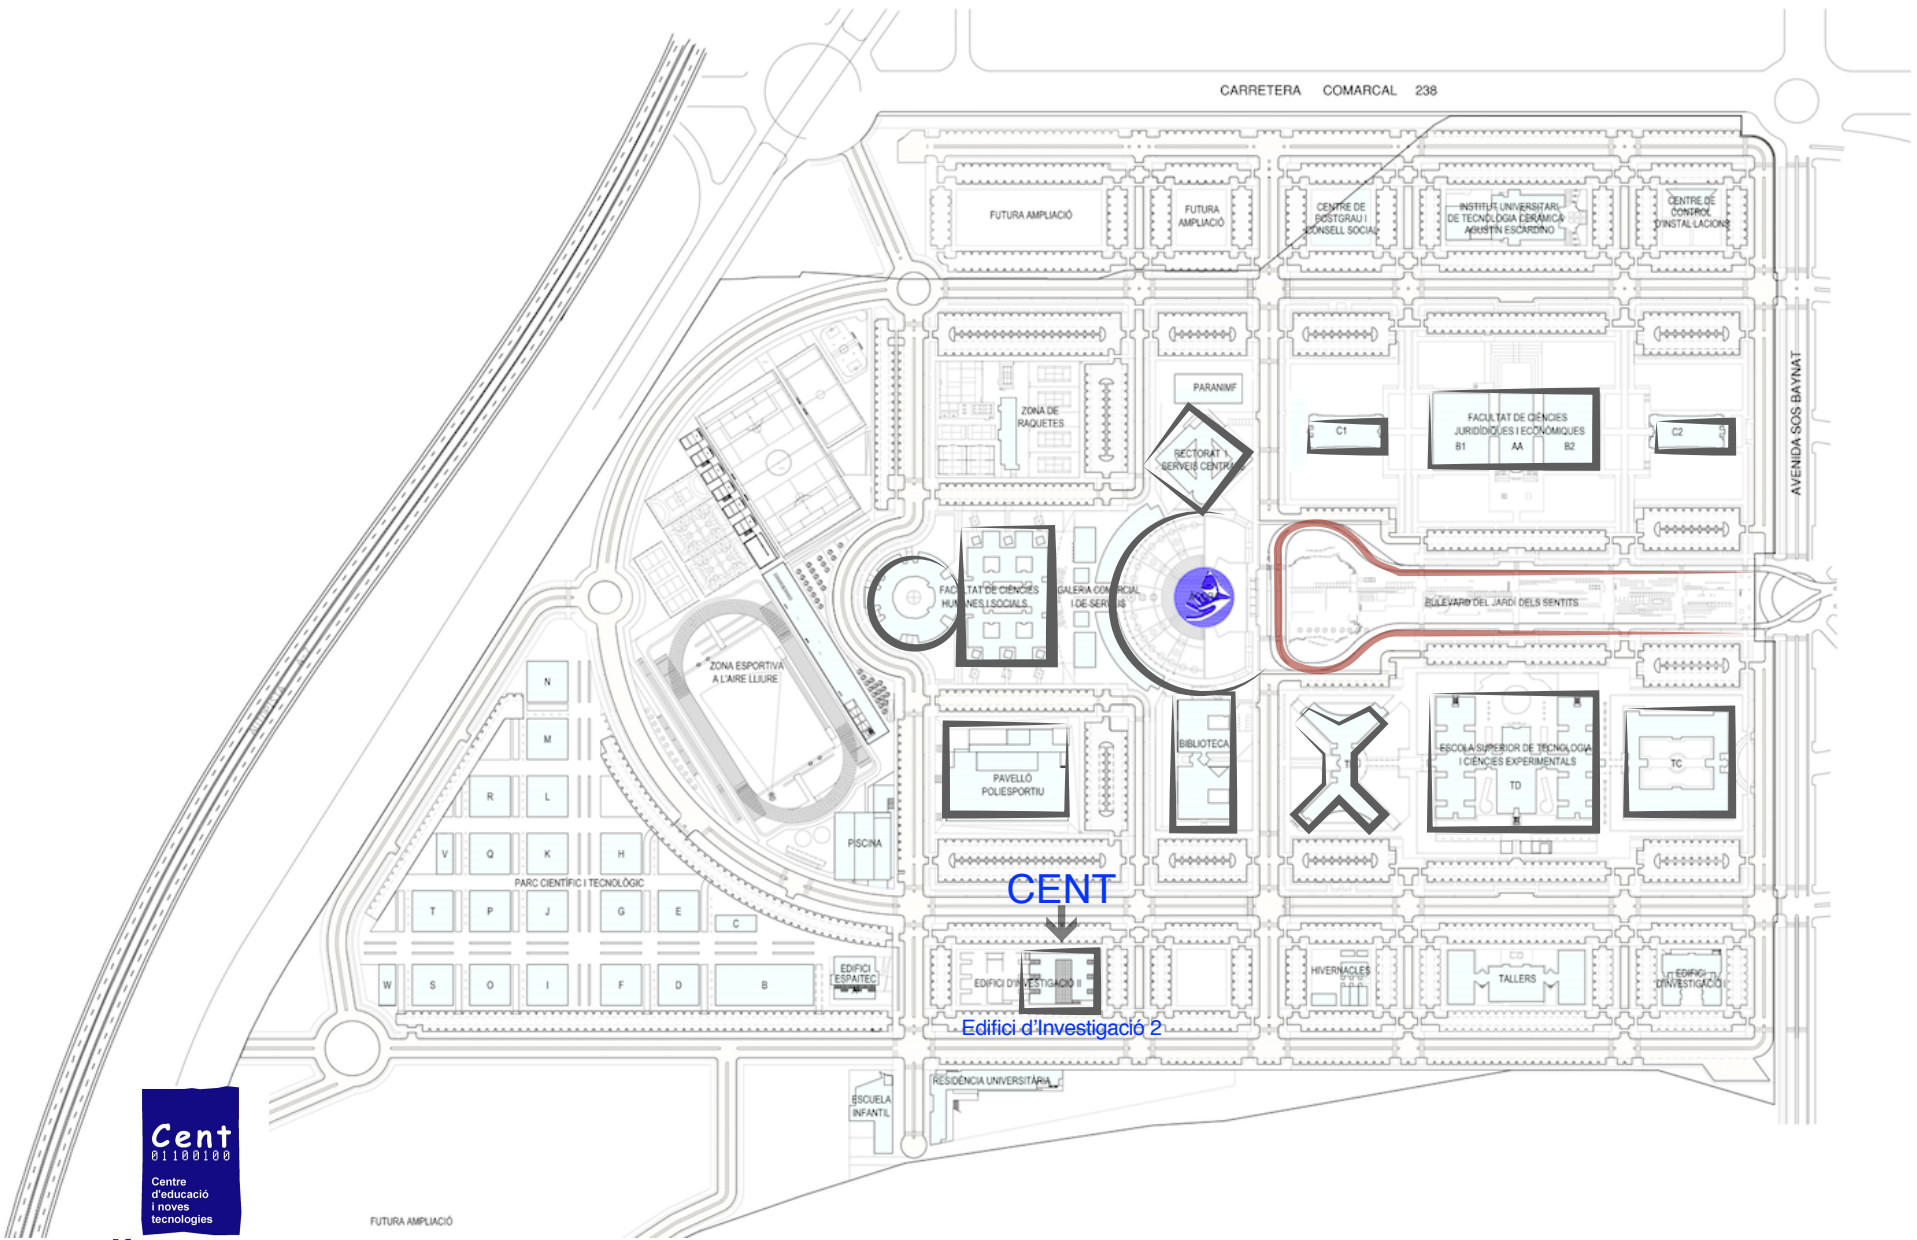 CARRETERA COMARCAL 238
FUTURA AMPLIACIÓ
FUTURA
AMPLIACIÓ
CENTRE DE
POSTGRAU I
CONSELL SOCIAL
INSTITUT UNIVERSITARI
DE TECNOLOGIA CERÀMICA
AGUSTIN ESCARDINO
CENTRE DE
CONTROL
D'INSTAL·LACIONS
AVENIDA SOS BAYNAT
ZONA DE
RAQUETES
PARANIMF
RECTORAT I
SERVEIS CENTRALS
C1
FACULTAT DE CIÈNCIES
JURIDÍDIQUES I ECONÒMIQUES
B1 AA B2
C2
FACULTAT DE CIÈNCIES
HUMANES I SOCIALS
GALERIA COMERCIAL
I DE SERVEIS
BULEVARD DEL JARDÍ DELS SENTITS
ZONA ESPORTIVA
A L'AIRE LLIURE
PAVELLÓ
POLIESPORTIU
BIBLIOTECA
ESCOLA SUPERIOR DE TECNOLOGIA
I CIÈNCIES EXPERIMENTALS
TD
TC
PISCINA
N
M
R L
V Q K H
PARC CIENTÍFIC I TECNOLÒGIC
T P J G E C
W S O I F D B
EDIFICI
ESPAITEC
CENT
EDIFICI D'INVESTIGACIÓ II
Edifici d'Investigació 2
HIVERNACLES
TALLERS
EDIFICI
D'INVESTIGACIÓ I
RESIDÈNCIA UNIVERSITÀRIA
ESCUELA
INFANTIL
FUTURA AMPLIACIÓ
Cent
01100100
Centre
d'educació
i noves
tecnologies